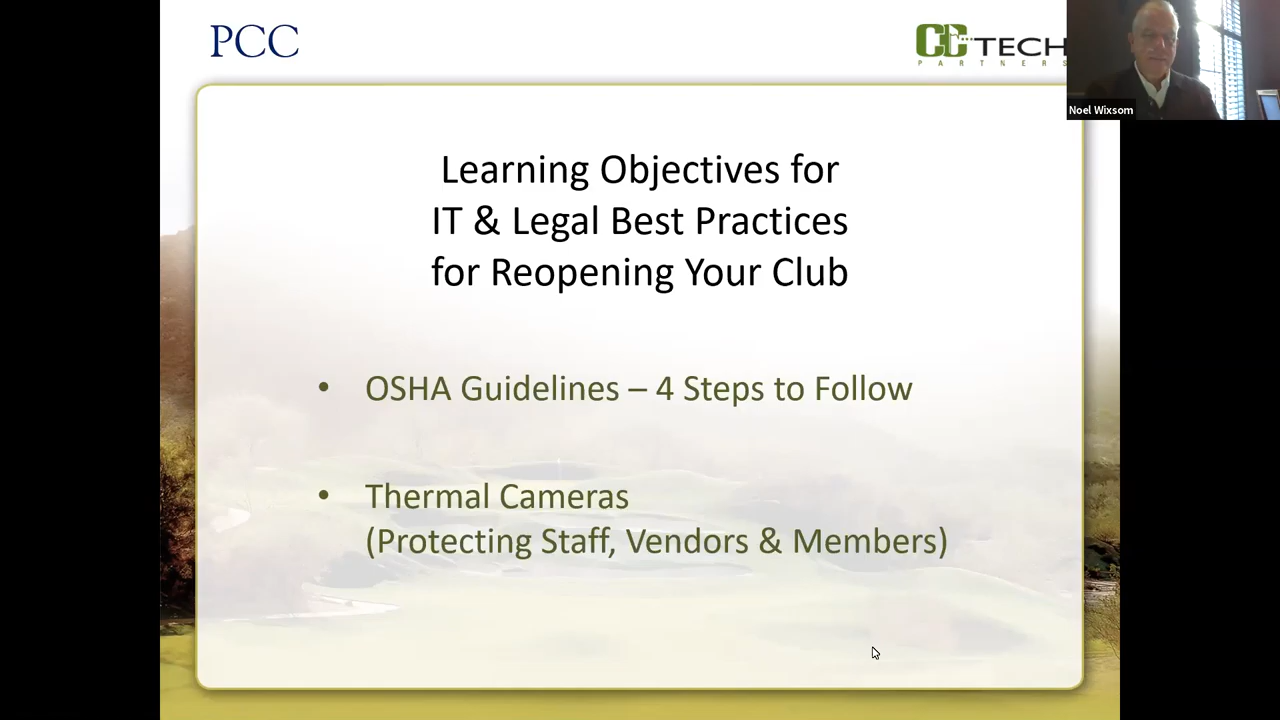 PCC
CC TECH
PARTNERS
Noel Wixsom
Learning Objectives for
IT & Legal Best Practices
for Reopening Your Club
• OSHA Guidelines – 4 Steps to Follow
• Thermal Cameras
(Protecting Staff, Vendors & Members)